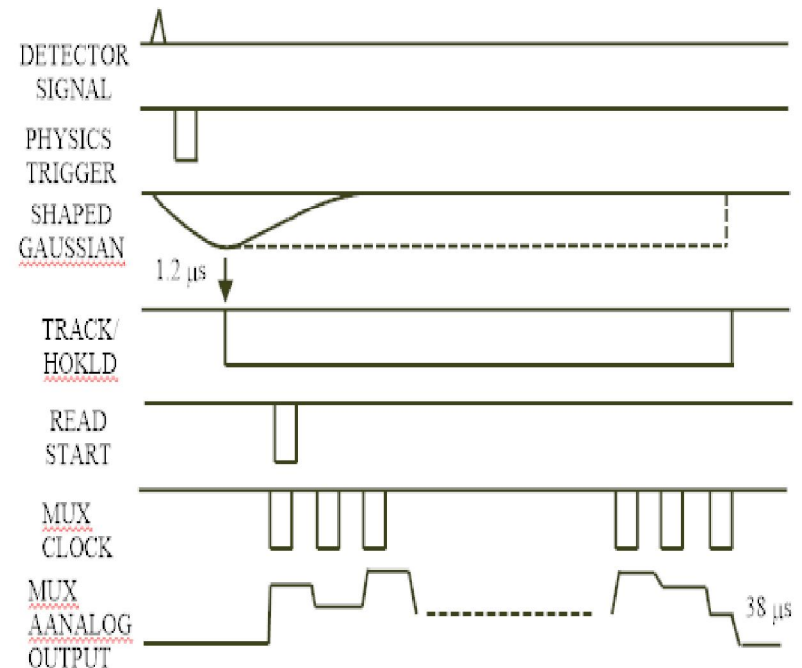 DETECTOR
SIGNAL
PHYSICS
TRIGGER
SHAPED
GAUSSIAN
1.2 μs
TRACK/
HOKLD
READ
START
MUX
CLOCK
MUX
AANALOG
OUTPUT
38 μs